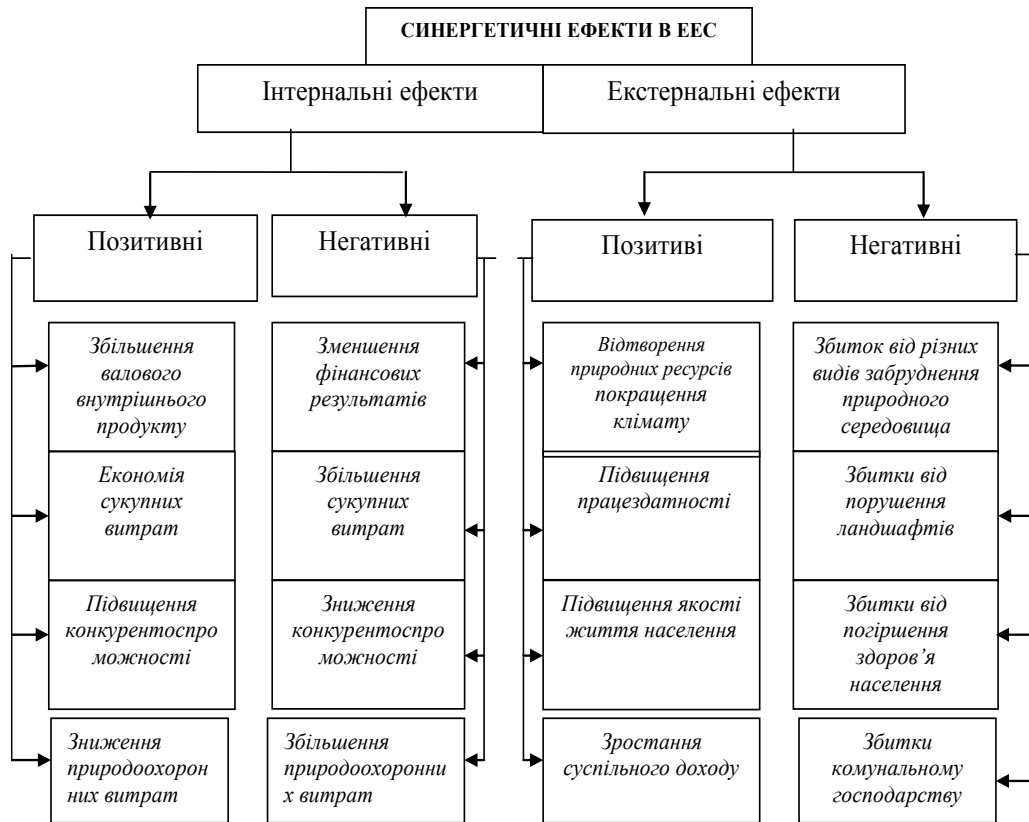 СИНЕРГЕТИЧНІ ЕФЕКТИ В ЕЕС
Інтернальні ефекти
Екстернальні ефекти
Позитивні
Негативні
Позитиві
Негативні
Збільшення
валового
внутрішнього
продукту
Зменшення
фінансових
результатів
Відтворення
природних ресурсів
покращення
клімату
Збиток від різних
видів забруднення
природного
середовища
Економія
сукупних
витрат
Збільшення
сукупних
витрат
Підвищення
працездатності
Збитки від
порушення
ландшафтів
Підвищення
конкурентоспро
можності
Зниження
конкурентоспро
можності
Підвищення якості
життя населення
Збитки від
погіршення
здоров’я
населення
Зниження
природоохорон
них витрат
Збільшення
природоохоронни
х витрат
Зростання
суспільного доходу
Збитки
комунальному
господарству